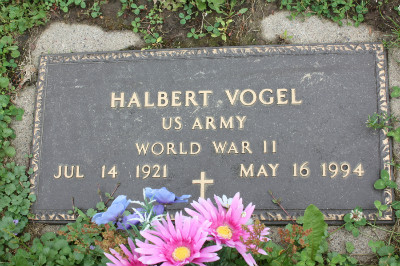 HALBERT VOGEL
US ARMY
WORLD WAR II
JUL 14 1921 MAY 16 1994